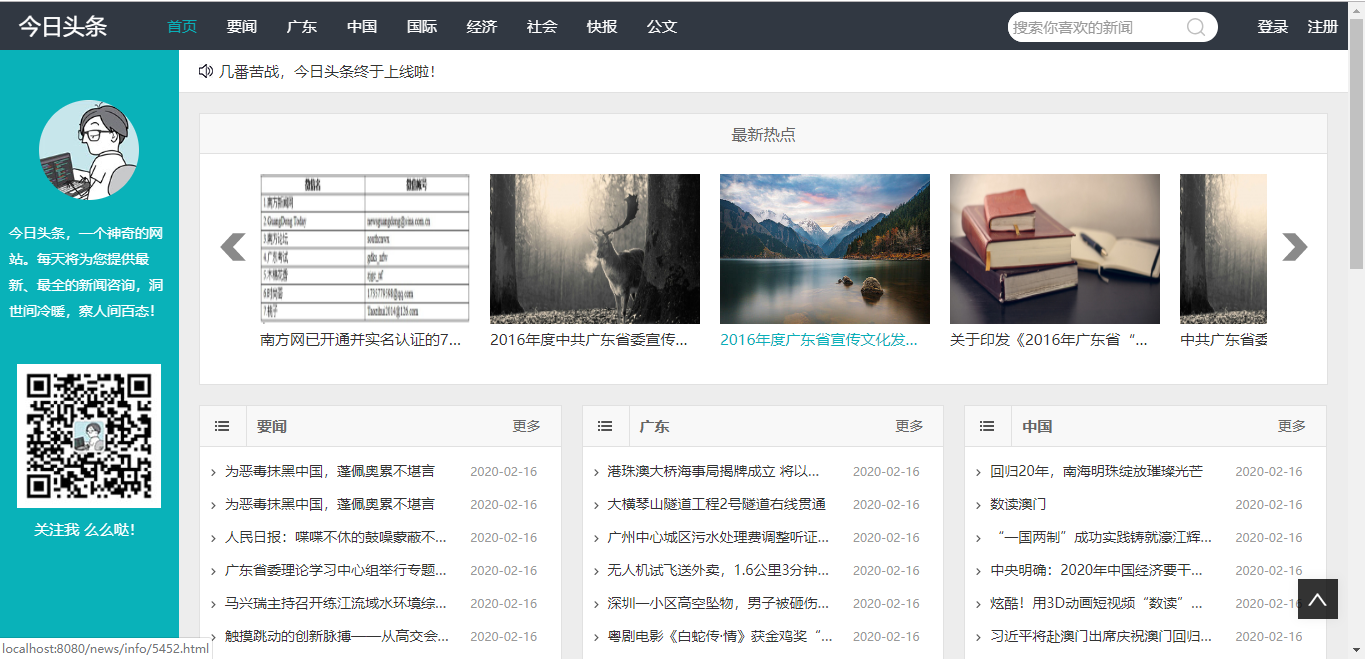 今日头条 首页 要闻 广东 中国 国际 经济 社会 快报 公文 搜索你喜欢的新闻 登录 注册
几番苦战，今日头条终于上线啦！
今日头条，一个神奇的网
站。每天将为您提供最
新、最全的新闻咨询，洞
世间冷暖，察人间百态！
关注我 么么哒！
最新热点
微信名 微信账号
1.南方新闻网
2.GuangDong Today newsguangdong@sina.com.cn
3.南方论坛 southcnwx
4.广东考试 gdks_ndw
5.木棉花香
6.时尚荟 1735779398@qq.com
7.桃子
南方网已开通并实名认证的7...
2016年度中共广东省委宣传...
2016年度广东省宣传文化发...
关于印发《2016年广东省“...
中共广东省委
要闻 更多
为恶毒抹黑中国，蓬佩奥累不堪言 2020-02-16
为恶毒抹黑中国，蓬佩奥累不堪言 2020-02-16
人民日报：喋喋不休的鼓噪蒙蔽不... 2020-02-16
广东省委理论学习中心组举行专题... 2020-02-16
马兴瑞主持召开练江流域水环境综... 2020-02-16
触摸跳动的创新脉搏——从高交会... 2020-02-16
广东 更多
港珠澳大桥海事局揭牌成立 将以... 2020-02-16
大横琴山隧道工程2号隧道右线贯通 2020-02-16
广州中心城区污水处理费调整听证... 2020-02-16
无人机试飞送外卖，1.6公里3分钟... 2020-02-16
深圳一小区高空坠物，男子被砸伤... 2020-02-16
粤剧电影《白蛇传·情》获金鸡奖“... 2020-02-16
中国 更多
回归20年，南海明珠绽放璀璨光芒 2020-02-16
数读澳门 2020-02-16
“一国两制”成功实践铸就濠江辉... 2020-02-16
中央明确：2020年中国经济要干... 2020-02-16
炫酷！用3D动画短视频“数读”... 2020-02-16
习近平将赴澳门出席庆祝澳门回归... 2020-02-16
localhost:8080/news/info/5452.html